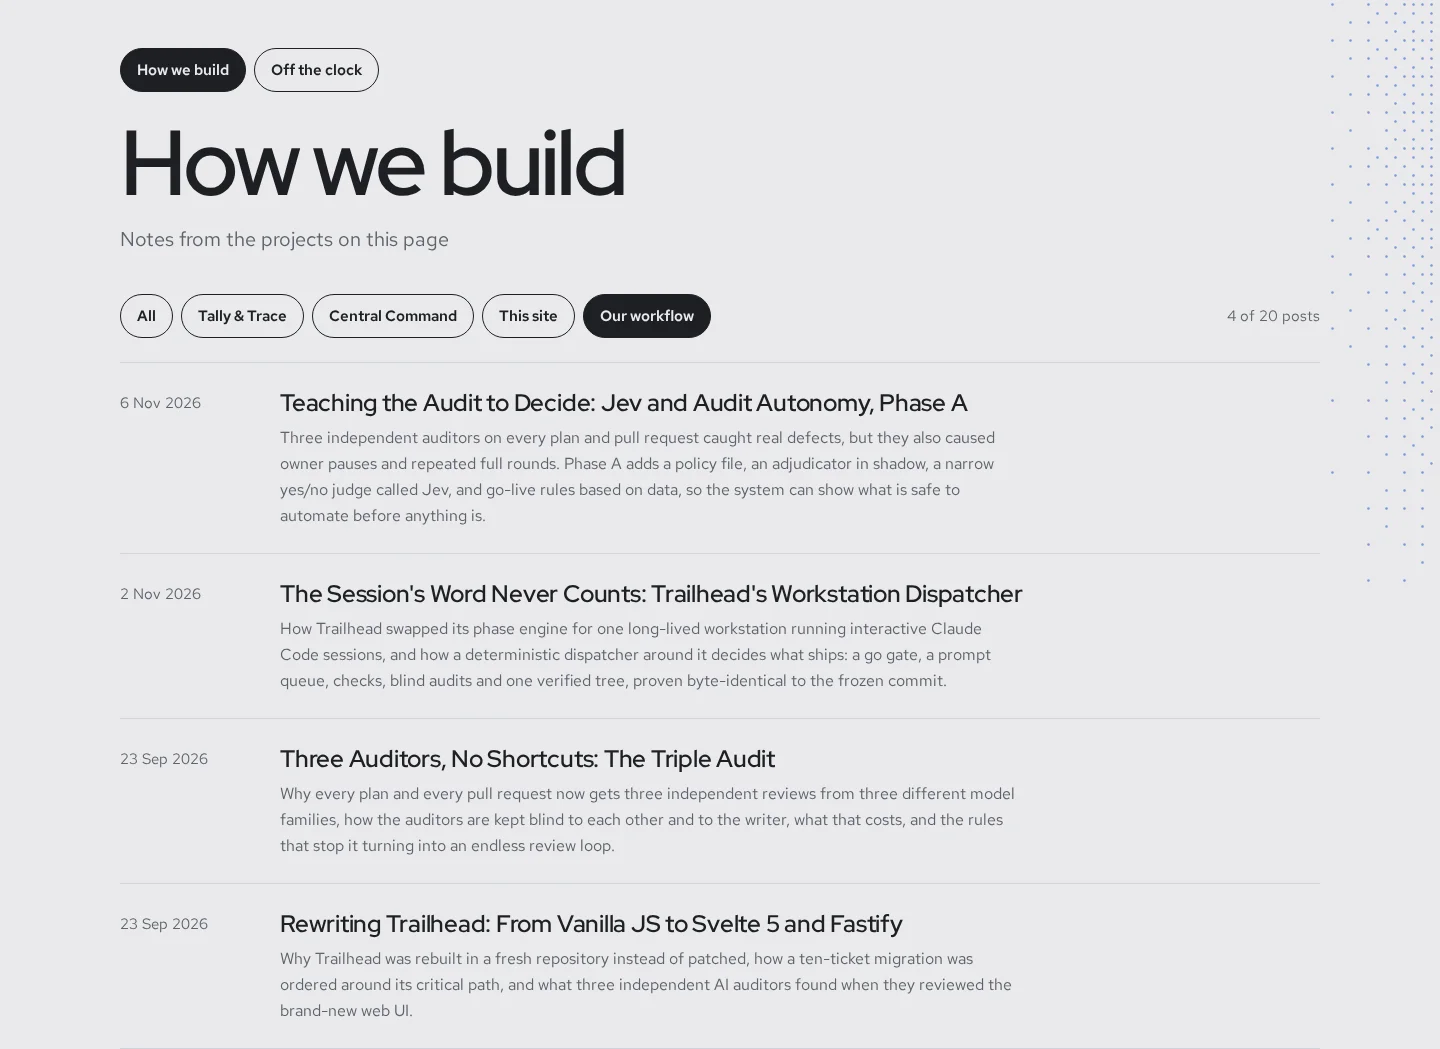 How we build
Off the clock
How we build
Notes from the projects on this page
All
Tally & Trace
Central Command
This site
Our workflow
4 of 20 posts
6 Nov 2026
Teaching the Audit to Decide: Jev and Audit Autonomy, Phase A
Three independent auditors on every plan and pull request caught real defects, but they also caused
owner pauses and repeated full rounds. Phase A adds a policy file, an adjudicator in shadow, a narrow
yes/no judge called Jev, and go-live rules based on data, so the system can show what is safe to
automate before anything is.
2 Nov 2026
The Session's Word Never Counts: Trailhead's Workstation Dispatcher
How Trailhead swapped its phase engine for one long-lived workstation running interactive Claude
Code sessions, and how a deterministic dispatcher around it decides what ships: a go gate, a prompt
queue, checks, blind audits and one verified tree, proven byte-identical to the frozen commit.
23 Sep 2026
Three Auditors, No Shortcuts: The Triple Audit
Why every plan and every pull request now gets three independent reviews from three different model
families, how the auditors are kept blind to each other and to the writer, what that costs, and the rules
that stop it turning into an endless review loop.
23 Sep 2026
Rewriting Trailhead: From Vanilla JS to Svelte 5 and Fastify
Why Trailhead was rebuilt in a fresh repository instead of patched, how a ten-ticket migration was
ordered around its critical path, and what three independent AI auditors found when they reviewed the
brand-new web UI.